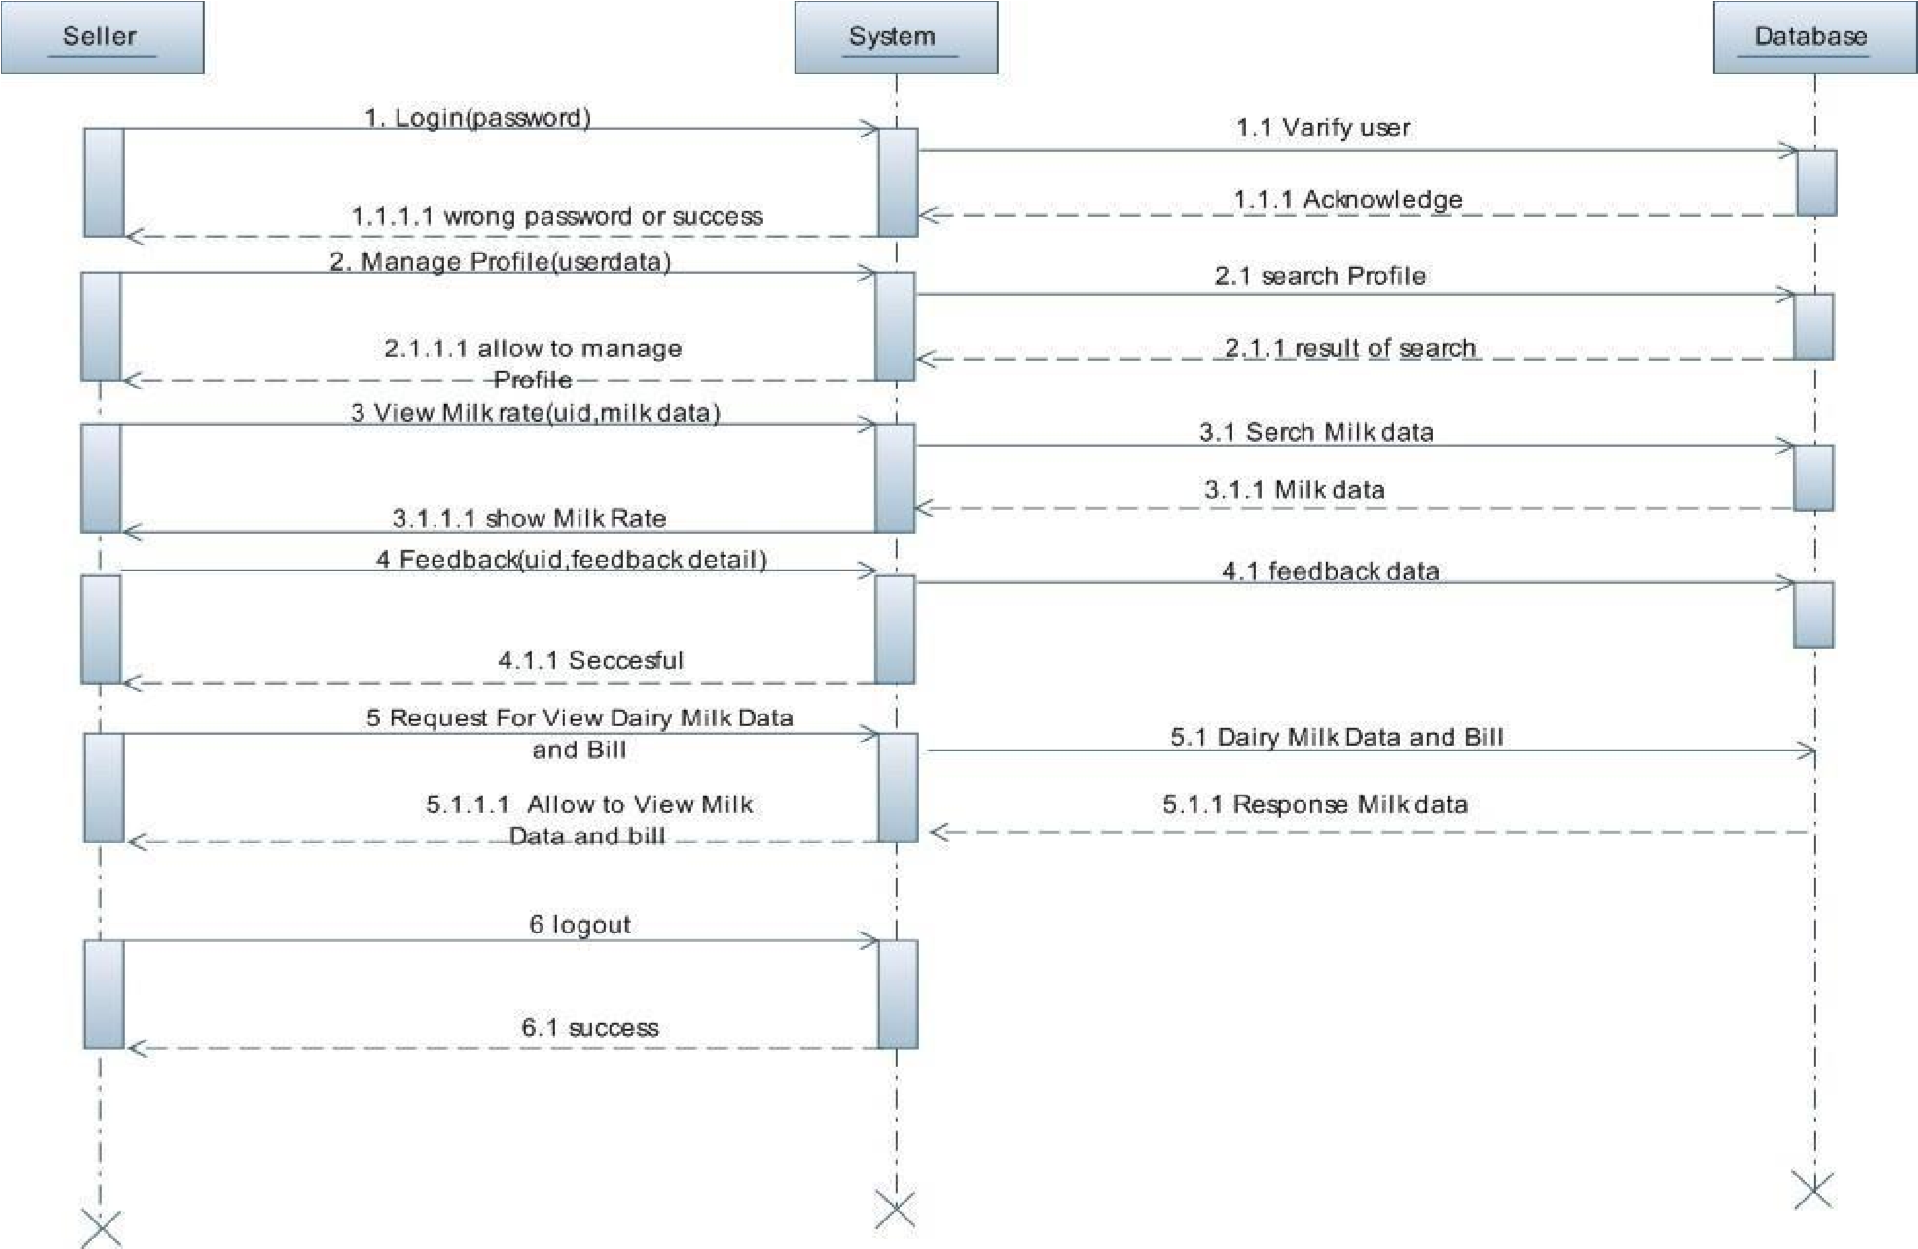 Seller
System
Database
1. Login(password)
1.1 Varify user
1.1.1 Acknowledge
1.1.1.1 wrong password or success
2. Manage Profile(userdata)
2.1 search Profile
2.1.1 result of search
2.1.1.1 allow to manage
Profile
3 View Milk rate(uid,milk data)
3.1 Serch Milk data
3.1.1 Milk data
3.1.1.1 show Milk Rate
4 Feedback(uid,feedback detail)
4.1 feedback data
4.1.1 Seccesful
5 Request For View Dairy Milk Data
and Bill
5.1 Dairy Milk Data and Bill
5.1.1 Response Milk data
5.1.1.1 Allow to View Milk
Data and bill
6 logout
6.1 success